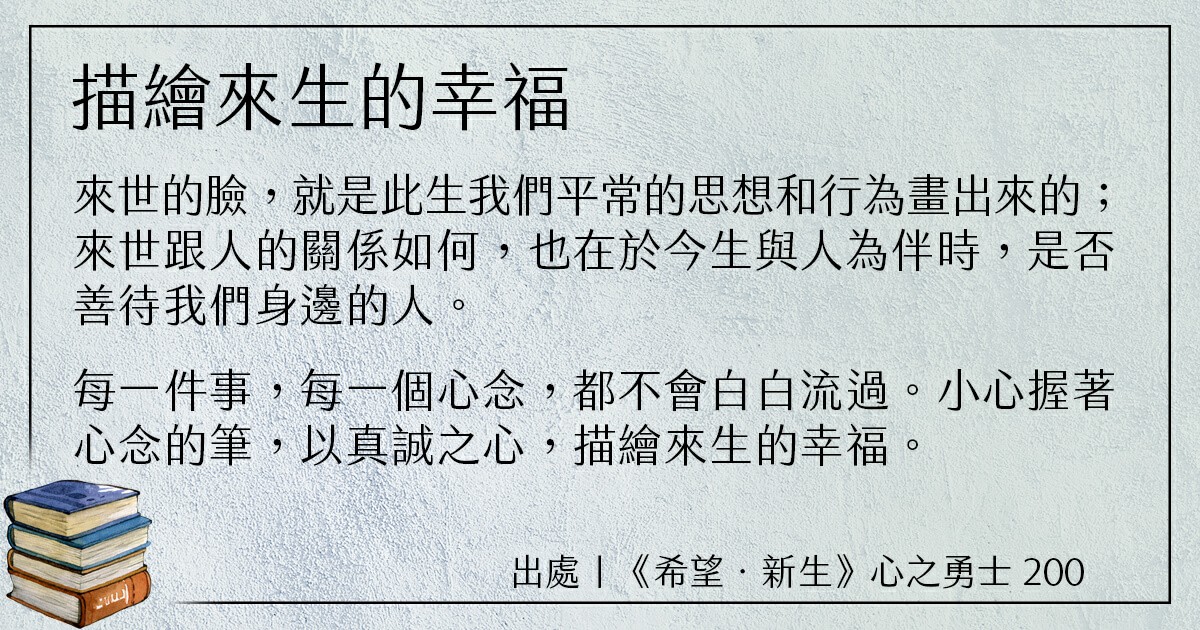 描繪來生的幸福
來世的臉，就是此生我們平常的思想和行為畫出來的；
來世跟人的關係如何，也在於今生與人為伴時，是否
善待我們身邊的人。
每一件事，每一個心念，都不會白白流過。小心握著
心念的筆，以真誠之心，描繪來生的幸福。
出處｜《希望．新生》心之勇士 200